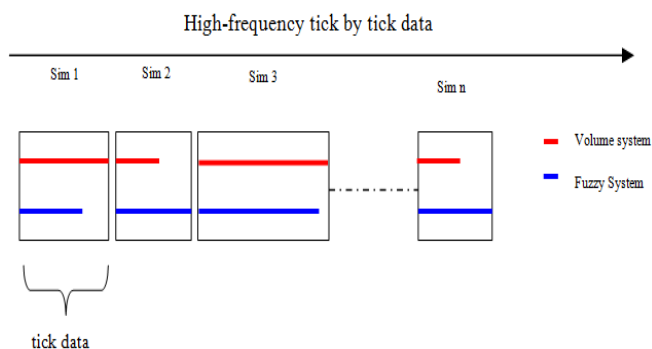 High-frequency tick by tick data
Sim 1
Sim 2
Sim 3
Sim n
Volume system
Fuzzy System
tick data